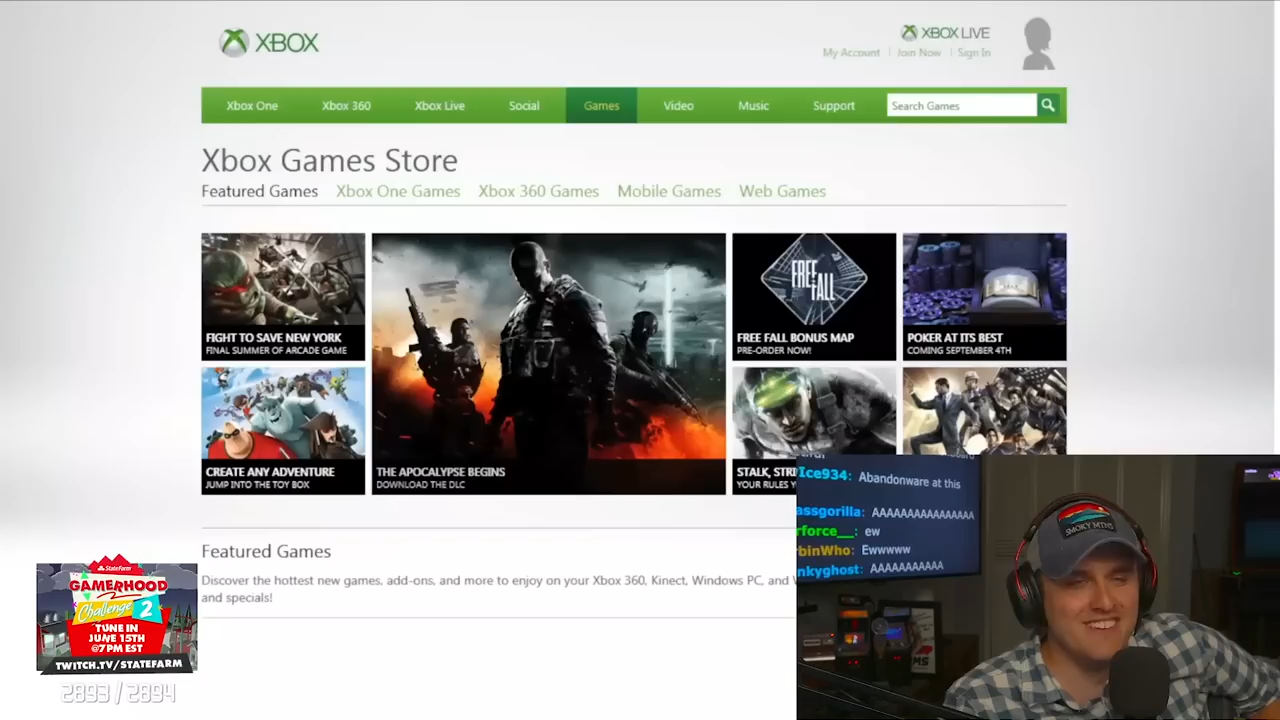 XBOX
XBOX LIVE
My Account
Join Now
Sign In
Xbox One
Xbox 360
Xbox Live
Social
Games
Video
Music
Support
Search Games
Xbox Games Store
Featured Games
Xbox One Games
Xbox 360 Games
Mobile Games
Web Games
FIGHT TO SAVE NEW YORK
FINAL SUMMER OF ARCADE GAME
CREATE ANY ADVENTURE
JUMP INTO THE TOY BOX
THE APOCALYPSE BEGINS
DOWNLOAD THE DLC
FREE FALL
FREE FALL BONUS MAP
PRE-ORDER NOW!
POKER AT ITS BEST
COMING SEPTEMBER 4TH
STALK, STRI
YOUR RULES Y
Featured Games
Discover the hottest new games, add-ons, and more to enjoy on your Xbox 360, Kinect, Windows PC, and
and specials!
StateFarm
GAMERHOOD
Challenge 2
TUNE IN
JUNE 15TH
@7PM EST
TWITCH.TV/STATEFARM
2893 / 2894
Ice934: Abandonware at this
assgorilla: AAAAAAAAAAAAAAAA
rforce__: ew
rbinWho: Ewwwww
nkyghost: AAAAAAAAAAA
SMOKY MTNS